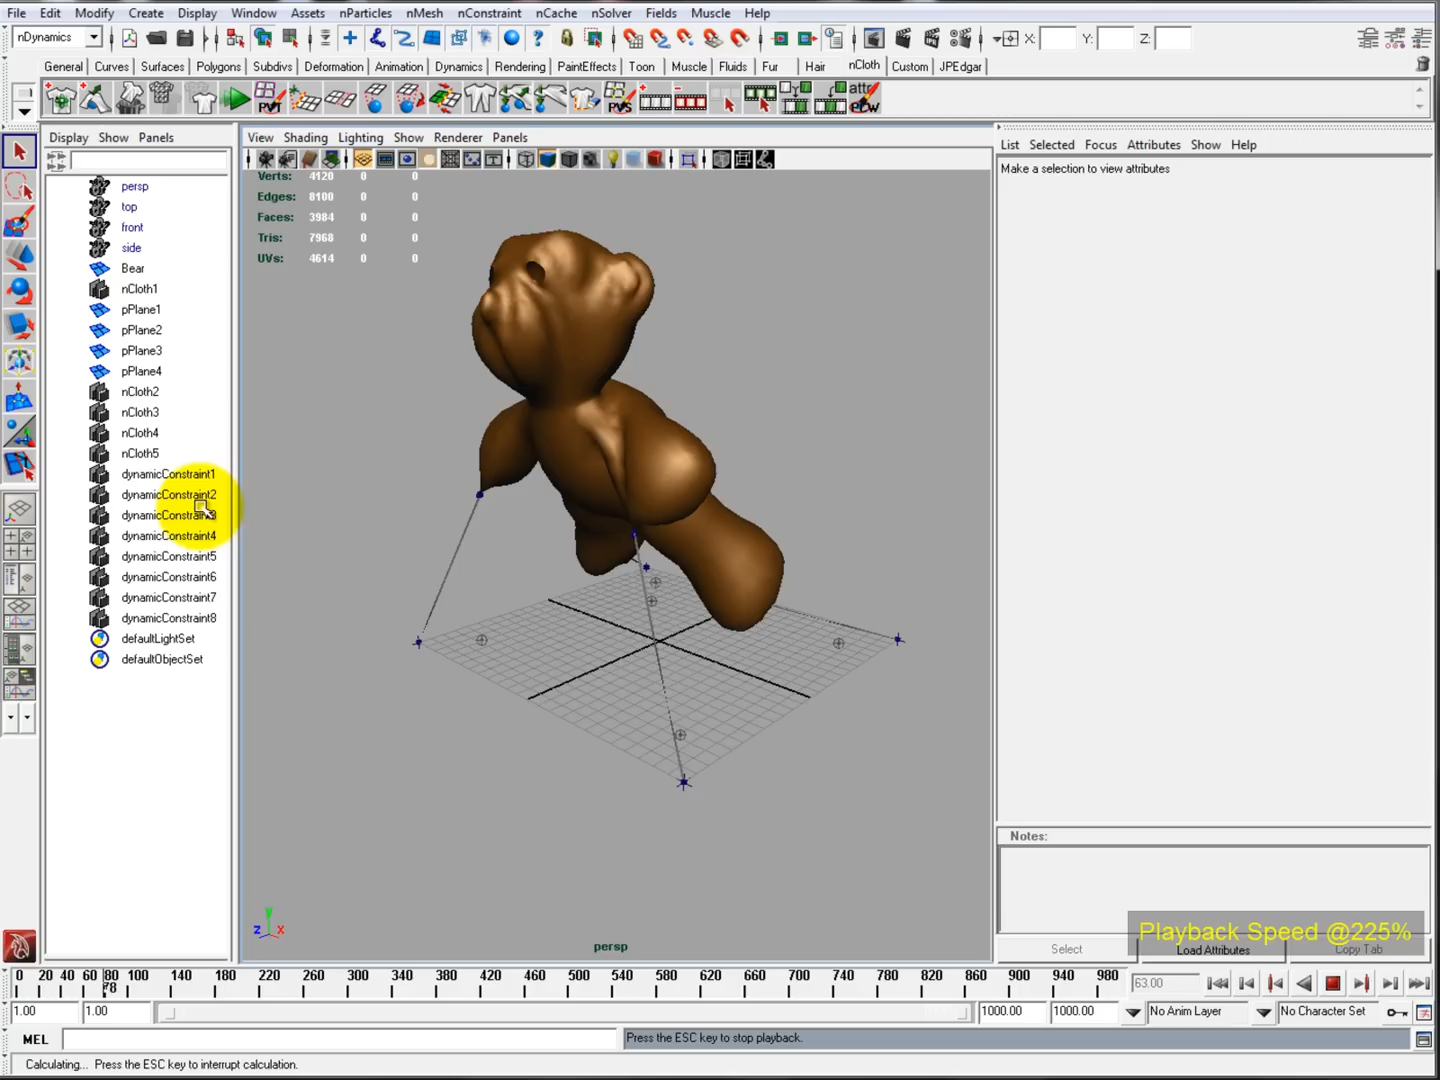 File Edit Modify Create Display Window Assets nParticles nMesh nConstraint nCache nSolver Fields Muscle Help
nDynamics X: Y: Z:
General Curves Surfaces Polygons Subdivs Deformation Animation Dynamics Rendering PaintEffects Toon Muscle Fluids Fur Hair nCloth Custom JPEdgar
PVT PVS attr PCW
Display Show Panels
View Shading Lighting Show Renderer Panels
List Selected Focus Attributes Show Help
Make a selection to view attributes
Verts: 4120 0 0
Edges: 8100 0 0
Faces: 3984 0 0
Tris: 7968 0 0
UVs: 4614 0 0
persp
top
front
side
Bear
nCloth1
pPlane1
pPlane2
pPlane3
pPlane4
nCloth2
nCloth3
nCloth4
nCloth5
dynamicConstraint1
dynamicConstraint2
dynamicConstraint3
dynamicConstraint4
dynamicConstraint5
dynamicConstraint6
dynamicConstraint7
dynamicConstraint8
defaultLightSet
defaultObjectSet
y
z x
persp
Notes:
Playback Speed @225%
Select Load Attributes Copy Tab
0 20 40 60 80 100 140 180 220 260 300 340 380 420 460 500 540 580 620 660 700 740 780 820 860 900 940 980
78
63.00
1.00 1.00 1000.00 1000.00 No Anim Layer No Character Set
MEL Press the ESC key to stop playback.
Calculating... Press the ESC key to interrupt calculation.